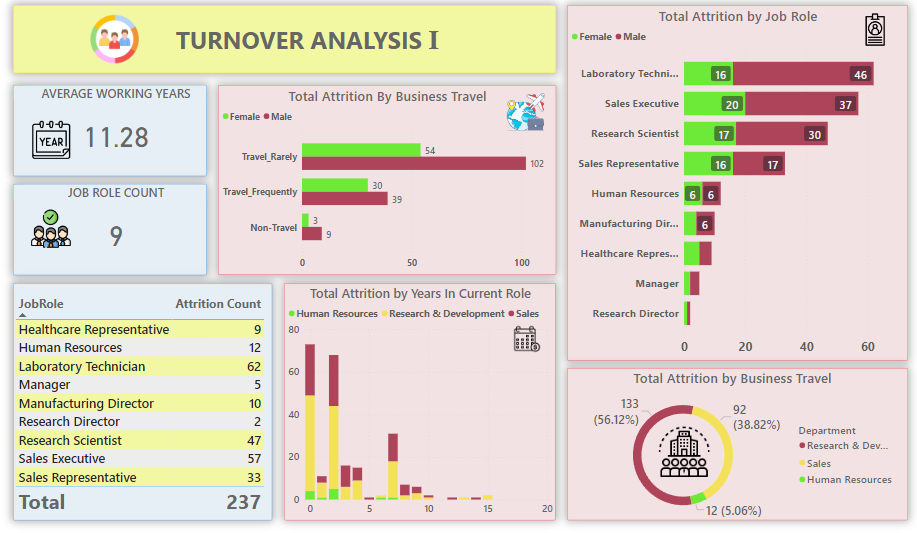 TURNOVER ANALYSIS I
AVERAGE WORKING YEARS
YEAR
11.28
JOB ROLE COUNT
9
Total Attrition By Business Travel
Female Male
Travel_Rarely
54
102
Travel_Frequently
30
39
Non-Travel
3
9
0 50 100
Total Attrition by Job Role
Female Male
Laboratory Techni... 16 46
Sales Executive 20 37
Research Scientist 17 30
Sales Representative 16 17
Human Resources 6 6
Manufacturing Dir... 6
Healthcare Repres...
Manager
Research Director
0 20 40 60
JobRole Attrition Count
Healthcare Representative 9
Human Resources 12
Laboratory Technician 62
Manager 5
Manufacturing Director 10
Research Director 2
Research Scientist 47
Sales Executive 57
Sales Representative 33
Total 237
Total Attrition by Years In Current Role
Human Resources Research & Development Sales
80
60
40
20
0
0 5 10 15 20
Total Attrition by Business Travel
133
(56.12%)
92
(38.82%)
12 (5.06%)
Department
Research & Dev...
Sales
Human Resources